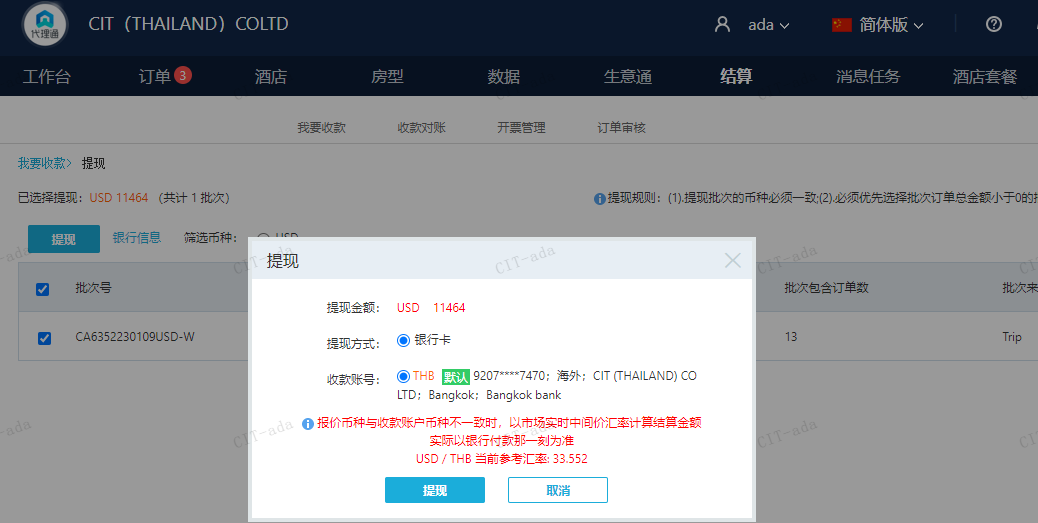 代理通
CIT（THAILAND）COLTD
ada
简体版
工作台
订单 3
酒店
房型
数据
生意通
结算
消息任务
酒店套餐
我要收款
收款对账
开票管理
订单审核
我要收款> 提现
已选择提现：USD 11464 (共计 1 批次)
提现规则：(1).提现批次的币种必须一致;(2).必须优先选择批次订单总金额小于0的
提现
银行信息
筛选币种：
USD
批次号
批次包含订单数
批次来
CA6352230109USD-W
13
Trip
提现
提现金额： USD 11464
提现方式： 银行卡
收款账号： THB 默认 9207****7470；海外；CIT (THAILAND) CO
LTD；Bangkok；Bangkok bank
报价币种与收款账户币种不一致时，以市场实时中间价汇率计算结算金额
实际以银行付款那一刻为准
USD / THB 当前参考汇率: 33.552
提现
取消
CIT-ada
CIT-ada
CIT-ada
CIT-ada
CIT-ada